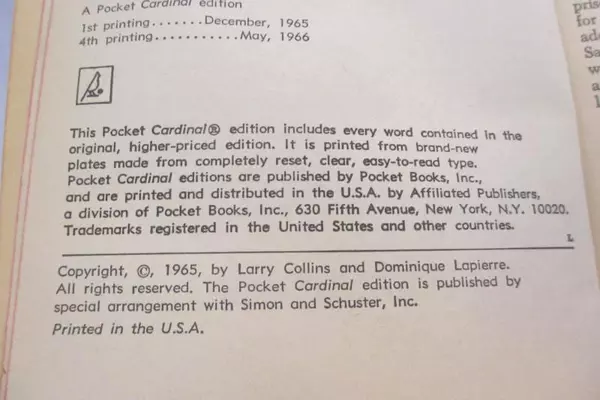 A Pocket Cardinal edition
1st printing.......December, 1965
4th printing...........May, 1966
This Pocket Cardinal® edition includes every word contained in the
original, higher-priced edition. It is printed from brand-new
plates made from completely reset, clear, easy-to-read type.
Pocket Cardinal editions are published by Pocket Books, Inc.,
and are printed and distributed in the U.S.A. by Affiliated Publishers,
a division of Pocket Books, Inc., 630 Fifth Avenue, New York, N.Y. 10020.
Trademarks registered in the United States and other countries.
L
Copyright, ©, 1965, by Larry Collins and Dominique Lapierre.
All rights reserved. The Pocket Cardinal edition is published by
special arrangement with Simon and Schuster, Inc.
Printed in the U.S.A.
for